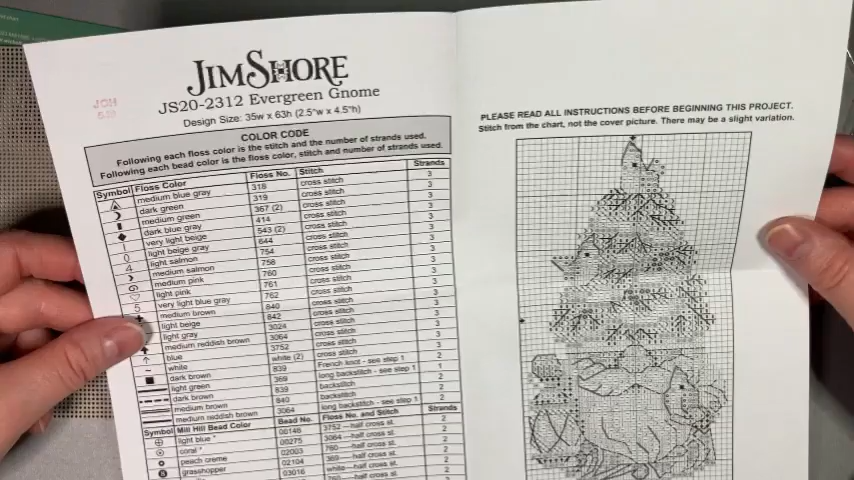 JIM SHORE
JS20-2312 Evergreen Gnome
Design Size: 35w x 63h (2.5"w x 4.5"h)
COLOR CODE
Following each floss color is the stitch and the number of strands used.
Following each bead color is the floss color, stitch and number of strands used.
Symbol Floss Color Floss No. Stitch Strands
medium blue gray 318 cross stitch 3
dark green 319 cross stitch 3
medium green 367 (2) cross stitch 3
dark blue gray 414 cross stitch 3
very light beige 543 (2) cross stitch 3
light beige gray 644 cross stitch 3
light salmon 754 cross stitch 3
medium salmon 758 cross stitch 3
medium pink 760 cross stitch 3
light pink 761 cross stitch 3
very light blue gray 762 cross stitch 3
medium brown 840 cross stitch 3
light beige 842 cross stitch 3
light gray 3024 cross stitch 3
medium reddish brown 3064 cross stitch 3
blue 3752 cross stitch 3
white white (2) cross stitch 3
dark brown 839 French knot - see step 1 2
light green 369 long backstitch - see step 1 1
dark brown 839 backstitch 2
medium brown 840 backstitch 2
medium reddish brown 3064 long backstitch - see step 1 2
Symbol Mill Hill Bead Color Bead No. Floss No. and Stitch Strands
light blue * 00146 3752—half cross st. 2
coral * 00275 3064—half cross st. 2
peach creme 02003 760—half cross st. 2
grasshopper 02104 369—half cross st. 2
03016 white—half cross st. 2
PLEASE READ ALL INSTRUCTIONS BEFORE BEGINNING THIS PROJECT.
Stitch from the chart, not the cover picture. There may be a slight variation.